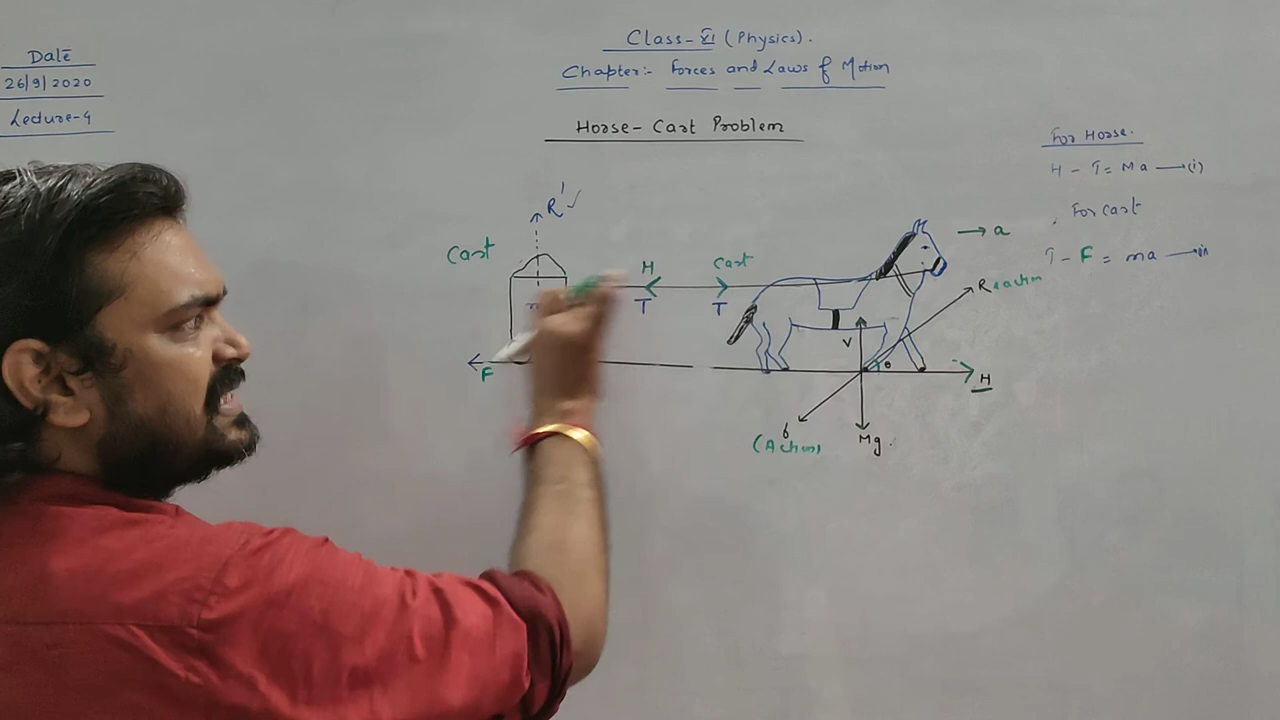 Date
26/9/2020
Lecture-4
Class-XI (Physics).
Chapter:- Forces and Laws of Motion
Horse-Cart Problem
For Horse.
H - T = Ma → (i)
For cart
T - F = ma →
R'
Cart
H
T
Cart
T
→ a
Reaction
V
θ
H
F
(Action)
Mg.